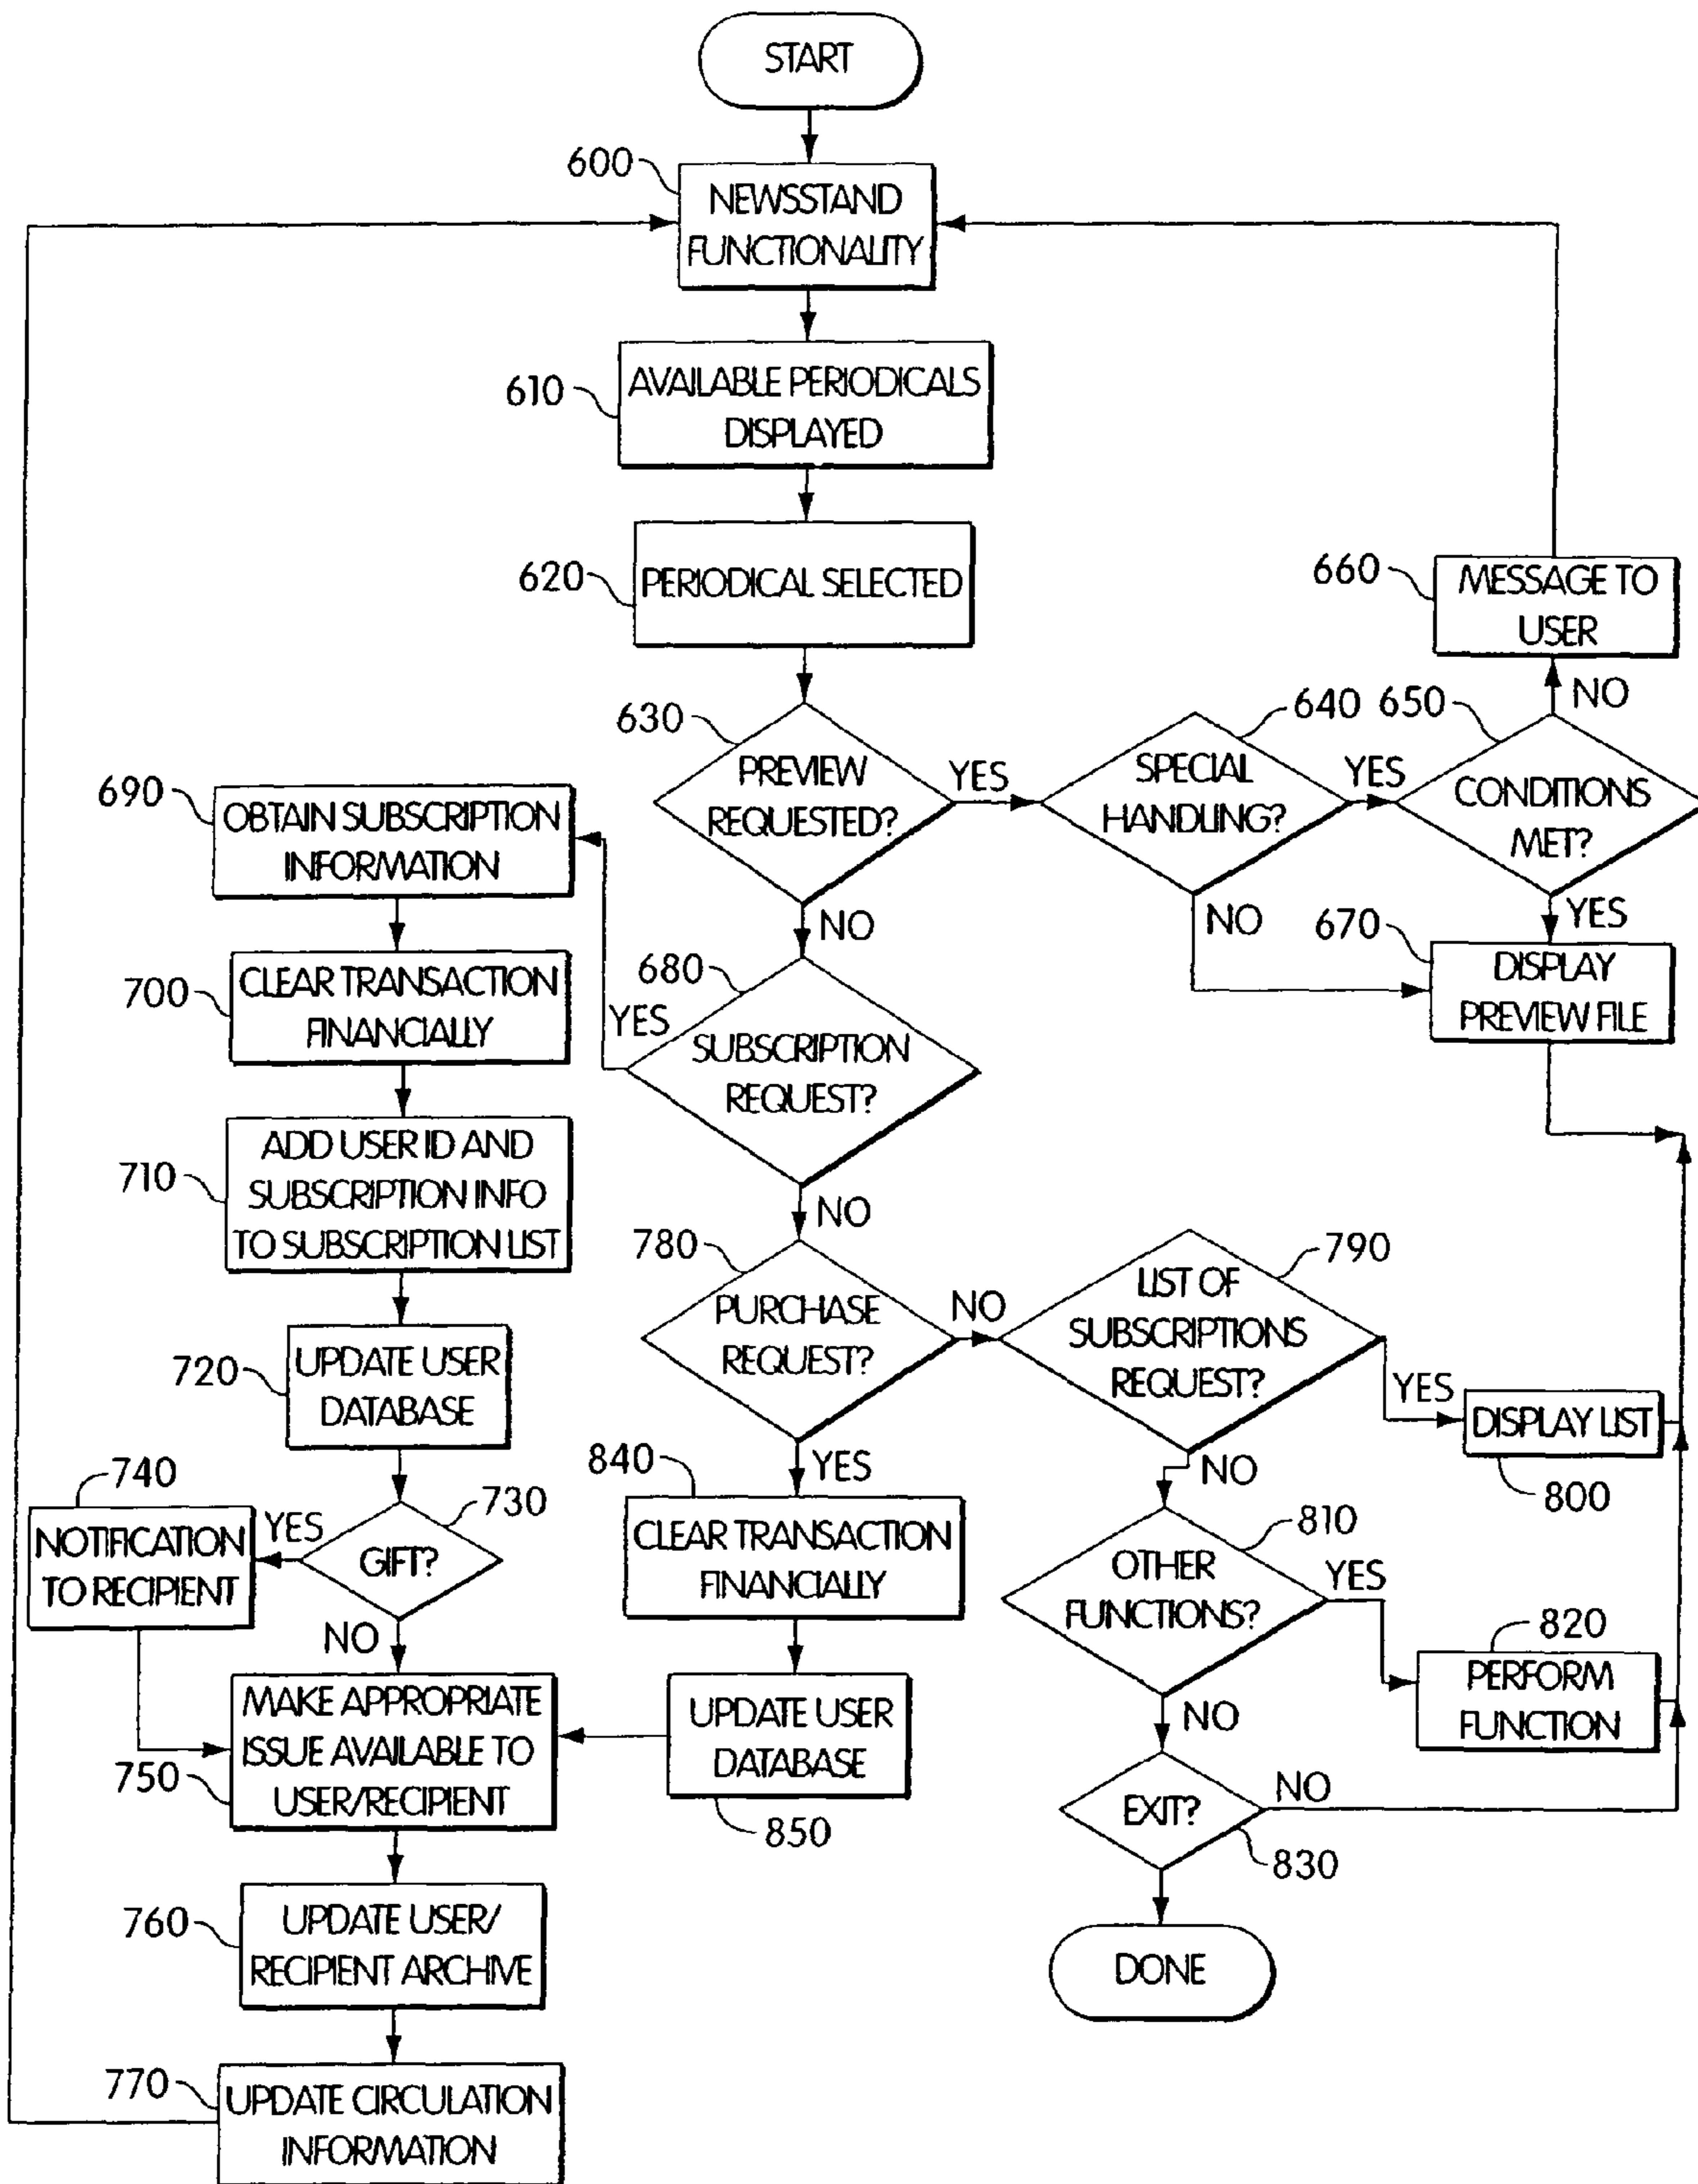 START
600
NEWSSTAND
FUNCTIONALITY
610
AVAILABLE PERIODICALS
DISPLAYED
620
PERIODICAL SELECTED
660
MESSAGE TO
USER
NO
630
PREVIEW
REQUESTED?
YES
640
SPECIAL
HANDLING?
YES
650
CONDITIONS
MET?
NO
NO
YES
670
DISPLAY
PREVIEW FILE
690
OBTAIN SUBSCRIPTION
INFORMATION
680
YES
SUBSCRIPTION
REQUEST?
NO
700
CLEAR TRANSACTION
FINANCIALLY
710
ADD USER ID AND
SUBSCRIPTION INFO
TO SUBSCRIPTION LIST
720
UPDATE USER
DATABASE
730
GIFT?
YES
740
NOTIFICATION
TO RECIPIENT
NO
750
MAKE APPROPRIATE
ISSUE AVAILABLE TO
USER/RECIPIENT
760
UPDATE USER/
RECIPIENT ARCHIVE
770
UPDATE CIRCULATION
INFORMATION
780
PURCHASE
REQUEST?
NO
YES
840
CLEAR TRANSACTION
FINANCIALLY
UPDATE USER
DATABASE
850
790
LIST OF
SUBSCRIPTIONS
REQUEST?
YES
DISPLAY LIST
800
NO
810
OTHER
FUNCTIONS?
YES
820
PERFORM
FUNCTION
NO
EXIT?
NO
830
DONE